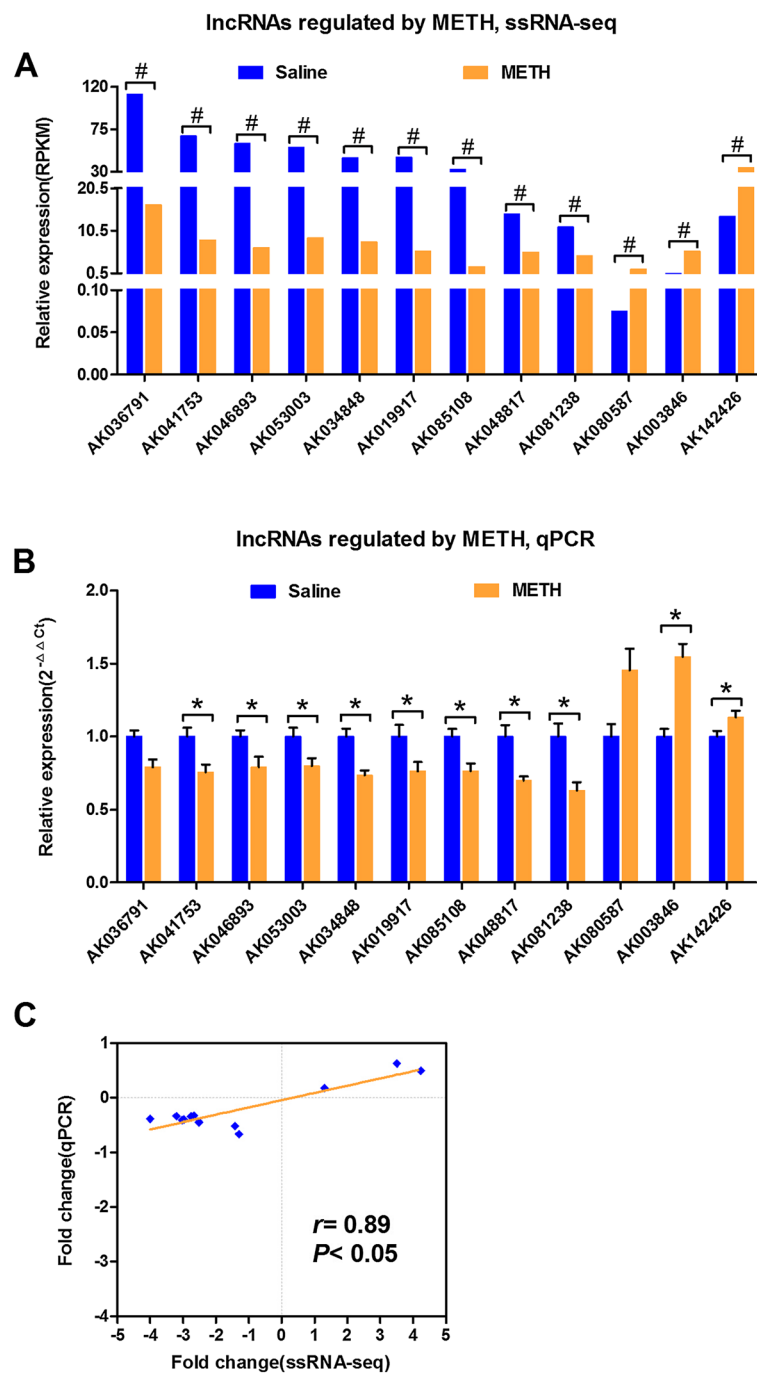 lncRNAs regulated by METH, ssRNA-seq
A
Saline
METH
Relative expression(RPKM)
120
75
30
20.5
10.5
0.5
0.10
0.05
0.00
# # # # # # # # # # # #
AK036791 AK041753 AK046893 AK053003 AK034848 AK019917 AK085108 AK048817 AK081238 AK080587 AK003846 AK142426
lncRNAs regulated by METH, qPCR
B
Saline
METH
Relative expression(2^-△△Ct)
2.0
1.5
1.0
0.5
0.0
* * * * * * * * * *
AK036791 AK041753 AK046893 AK053003 AK034848 AK019917 AK085108 AK048817 AK081238 AK080587 AK003846 AK142426
C
Fold change(qPCR)
1
0
-1
-2
-3
-4
r= 0.89
P< 0.05
-5 -4 -3 -2 -1 0 1 2 3 4 5
Fold change(ssRNA-seq)